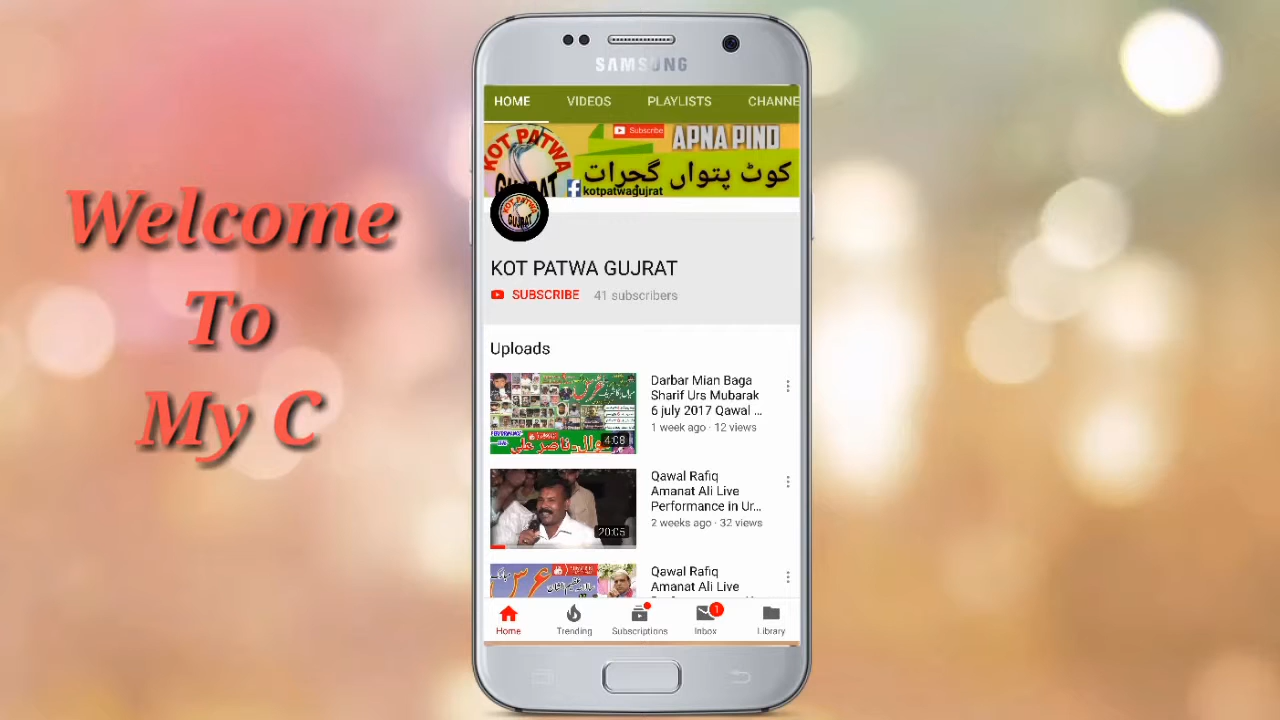 Welcome
To
My C
SAMSUNG
HOME VIDEOS PLAYLISTS CHANNE
KOT PATWA
GUJRAT
Subscribe
APNA PIND
کوٹ پتواں گجرات
kotpatwagujrat
KOT PATWA
GUJRAT
KOT PATWA GUJRAT
SUBSCRIBE 41 subscribers
Uploads
Darbar Mian Baga
Sharif Urs Mubarak
6 july 2017 Qawal ...
1 week ago · 12 views
4:08
Qawal Rafiq
Amanat Ali Live
Performance in Ur...
2 weeks ago · 32 views
20:05
Qawal Rafiq
Amanat Ali Live
Home Trending Subscriptions Inbox Library
1